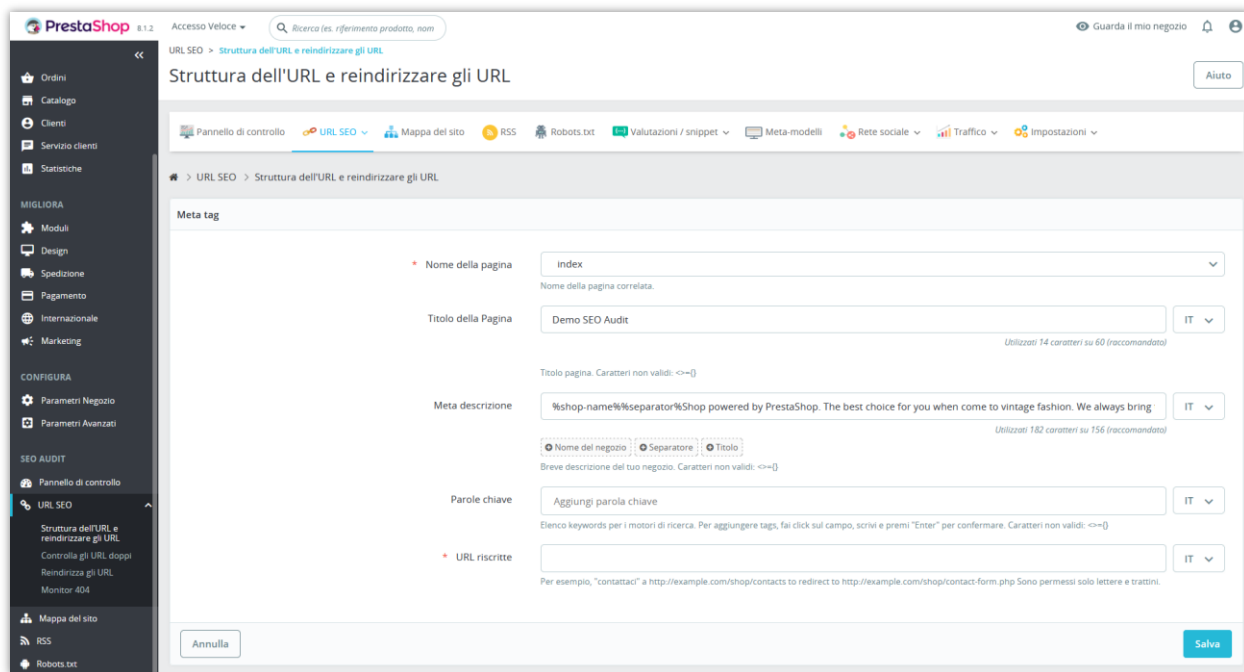 PrestaShop 8.1.2
Accesso Veloce
Ricerca (es. riferimento prodotto, nom
Guarda il mio negozio
URL SEO > Struttura dell'URL e reindirizzare gli URL
Struttura dell'URL e reindirizzare gli URL
Aiuto
Ordini
Catalogo
Clienti
Servizio clienti
Statistiche
MIGLIORA
Moduli
Design
Spedizione
Pagamento
Internazionale
Marketing
CONFIGURA
Parametri Negozio
Parametri Avanzati
SEO AUDIT
Pannello di controllo
URL SEO
Struttura dell'URL e
reindirizzare gli URL
Controlla gli URL doppi
Reindirizza gli URL
Monitor 404
Mappa del sito
RSS
Robots.txt
Pannello di controllo URL SEO Mappa del sito RSS Robots.txt Valutazioni / snippet Meta-modelli Rete sociale Traffico Impostazioni
> URL SEO > Struttura dell'URL e reindirizzare gli URL
Meta tag
* Nome della pagina
index
Nome della pagina correlata.
Titolo della Pagina
Demo SEO Audit
IT
Utilizzati 14 caratteri su 60 (raccomandato)
Titolo pagina. Caratteri non validi: <>={}
Meta descrizione
%shop-name%%separator%Shop powered by PrestaShop. The best choice for you when come to vintage fashion. We always bring
IT
Utilizzati 182 caratteri su 156 (raccomandato)
Nome del negozio Separatore Titolo
Breve descrizione del tuo negozio. Caratteri non validi: <>={}
Parole chiave
Aggiungi parola chiave
IT
Elenco keywords per i motori di ricerca. Per aggiungere tags, fai click sul campo, scrivi e premi "Enter" per confermare. Caratteri non validi: <>={}
* URL riscritte
IT
Per esempio, "contattaci" a http://example.com/shop/contacts to redirect to http://example.com/shop/contact-form.php Sono permessi solo lettere e trattini.
Annulla
Salva